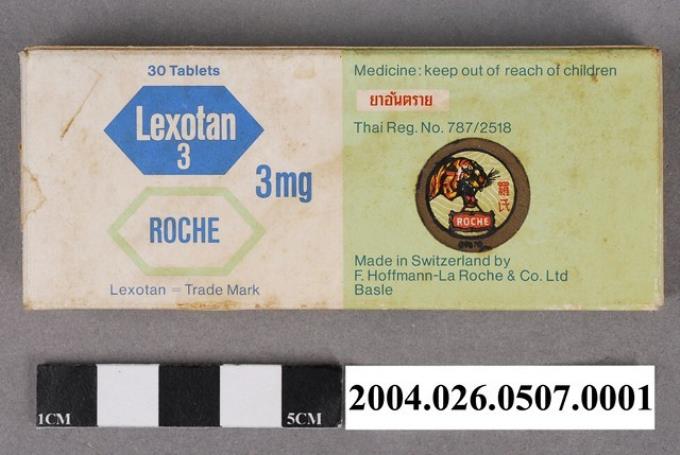 30 Tablets
Lexotan
3
3mg
ROCHE
Lexotan = Trade Mark
Medicine: keep out of reach of children
ยาอันตราย
Thai Reg. No. 787/2518
羅氏
ROCHE
Made in Switzerland by
F. Hoffmann-La Roche & Co. Ltd
Basle
1CM
5CM
2004.026.0507.0001